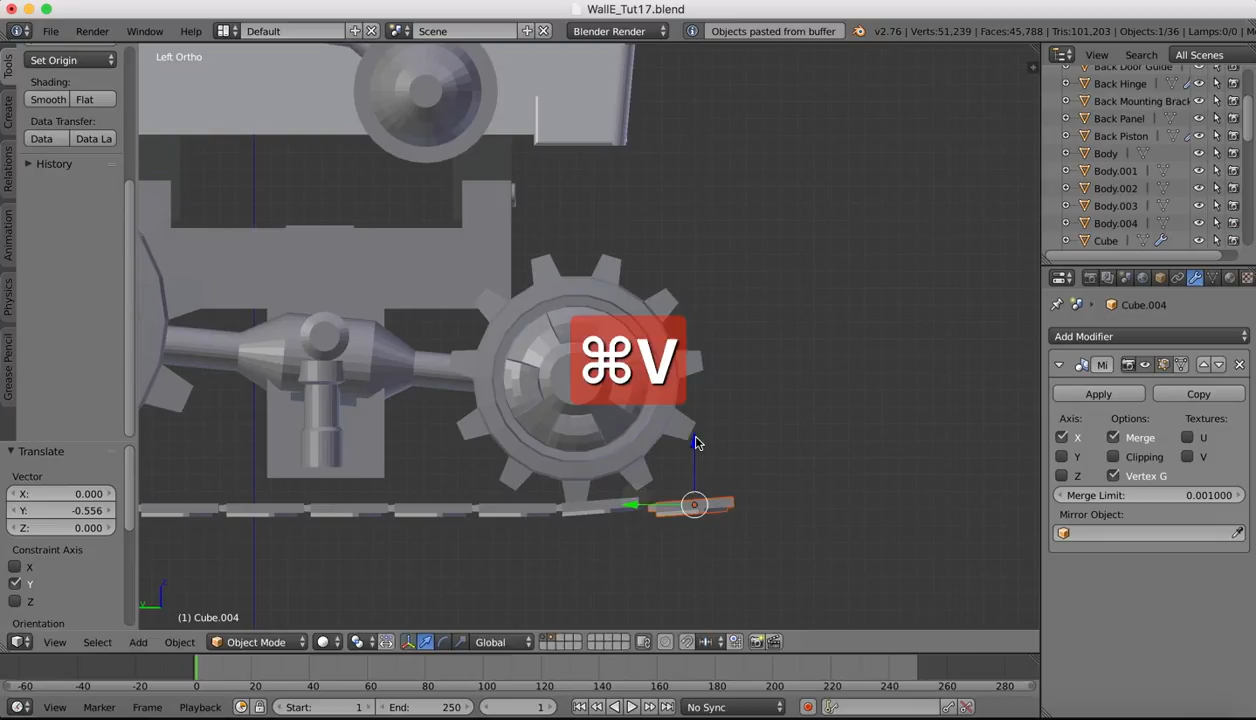 WallE_Tut17.blend
File Render Window Help Default Scene Blender Render Objects pasted from buffer v2.76 | Verts:51,239 | Faces:45,788 | Tris:101,203 | Objects:1/36 | Lamps:0/0 | Me
Tools
Create
Relations
Animation
Physics
Grease Pencil
Set Origin
Shading:
Smooth Flat
Data Transfer:
Data Data La
History
Translate
Vector
X: 0.000
Y: -0.556
Z: 0.000
Constraint Axis
X
Y
Z
Orientation
Left Ortho
⌘V
z
y
(1) Cube.004
View Search All Scenes
Back Door Guide
Back Hinge
Back Mounting Brack
Back Panel
Back Piston
Body
Body.001
Body.002
Body.003
Body.004
Cube
Cube.004
Add Modifier
Mi
Apply Copy
Axis: Options: Textures:
X Merge U
Y Clipping V
Z Vertex G
Merge Limit: 0.001000
Mirror Object:
View Select Add Object Object Mode Global
-60 -40 -20 0 20 40 60 80 100 120 140 160 180 200 220 240 260 280
View Marker Frame Playback Start: 1 End: 250 1 No Sync